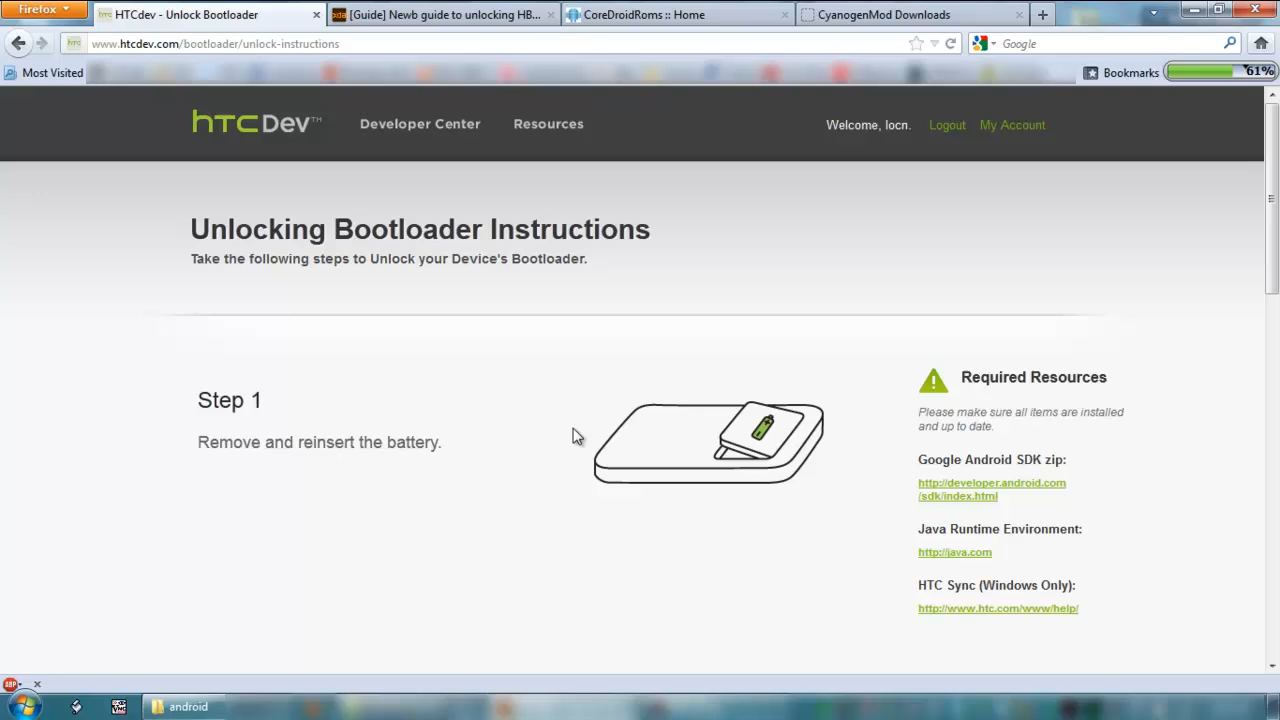 Firefox
HTCdev - Unlock Bootloader
[Guide] Newb guide to unlocking HB...
CoreDroidRoms :: Home
CyanogenMod Downloads
www.htcdev.com/bootloader/unlock-instructions
Google
Most Visited
Bookmarks
61%
htc Dev™
Developer Center
Resources
Welcome, locn.
Logout
My Account
Unlocking Bootloader Instructions
Take the following steps to Unlock your Device's Bootloader.
Step 1
Remove and reinsert the battery.
Required Resources
Please make sure all items are installed
and up to date.
Google Android SDK zip:
http://developer.android.com
/sdk/index.html
Java Runtime Environment:
http://java.com
HTC Sync (Windows Only):
http://www.htc.com/www/help/
ABP
android